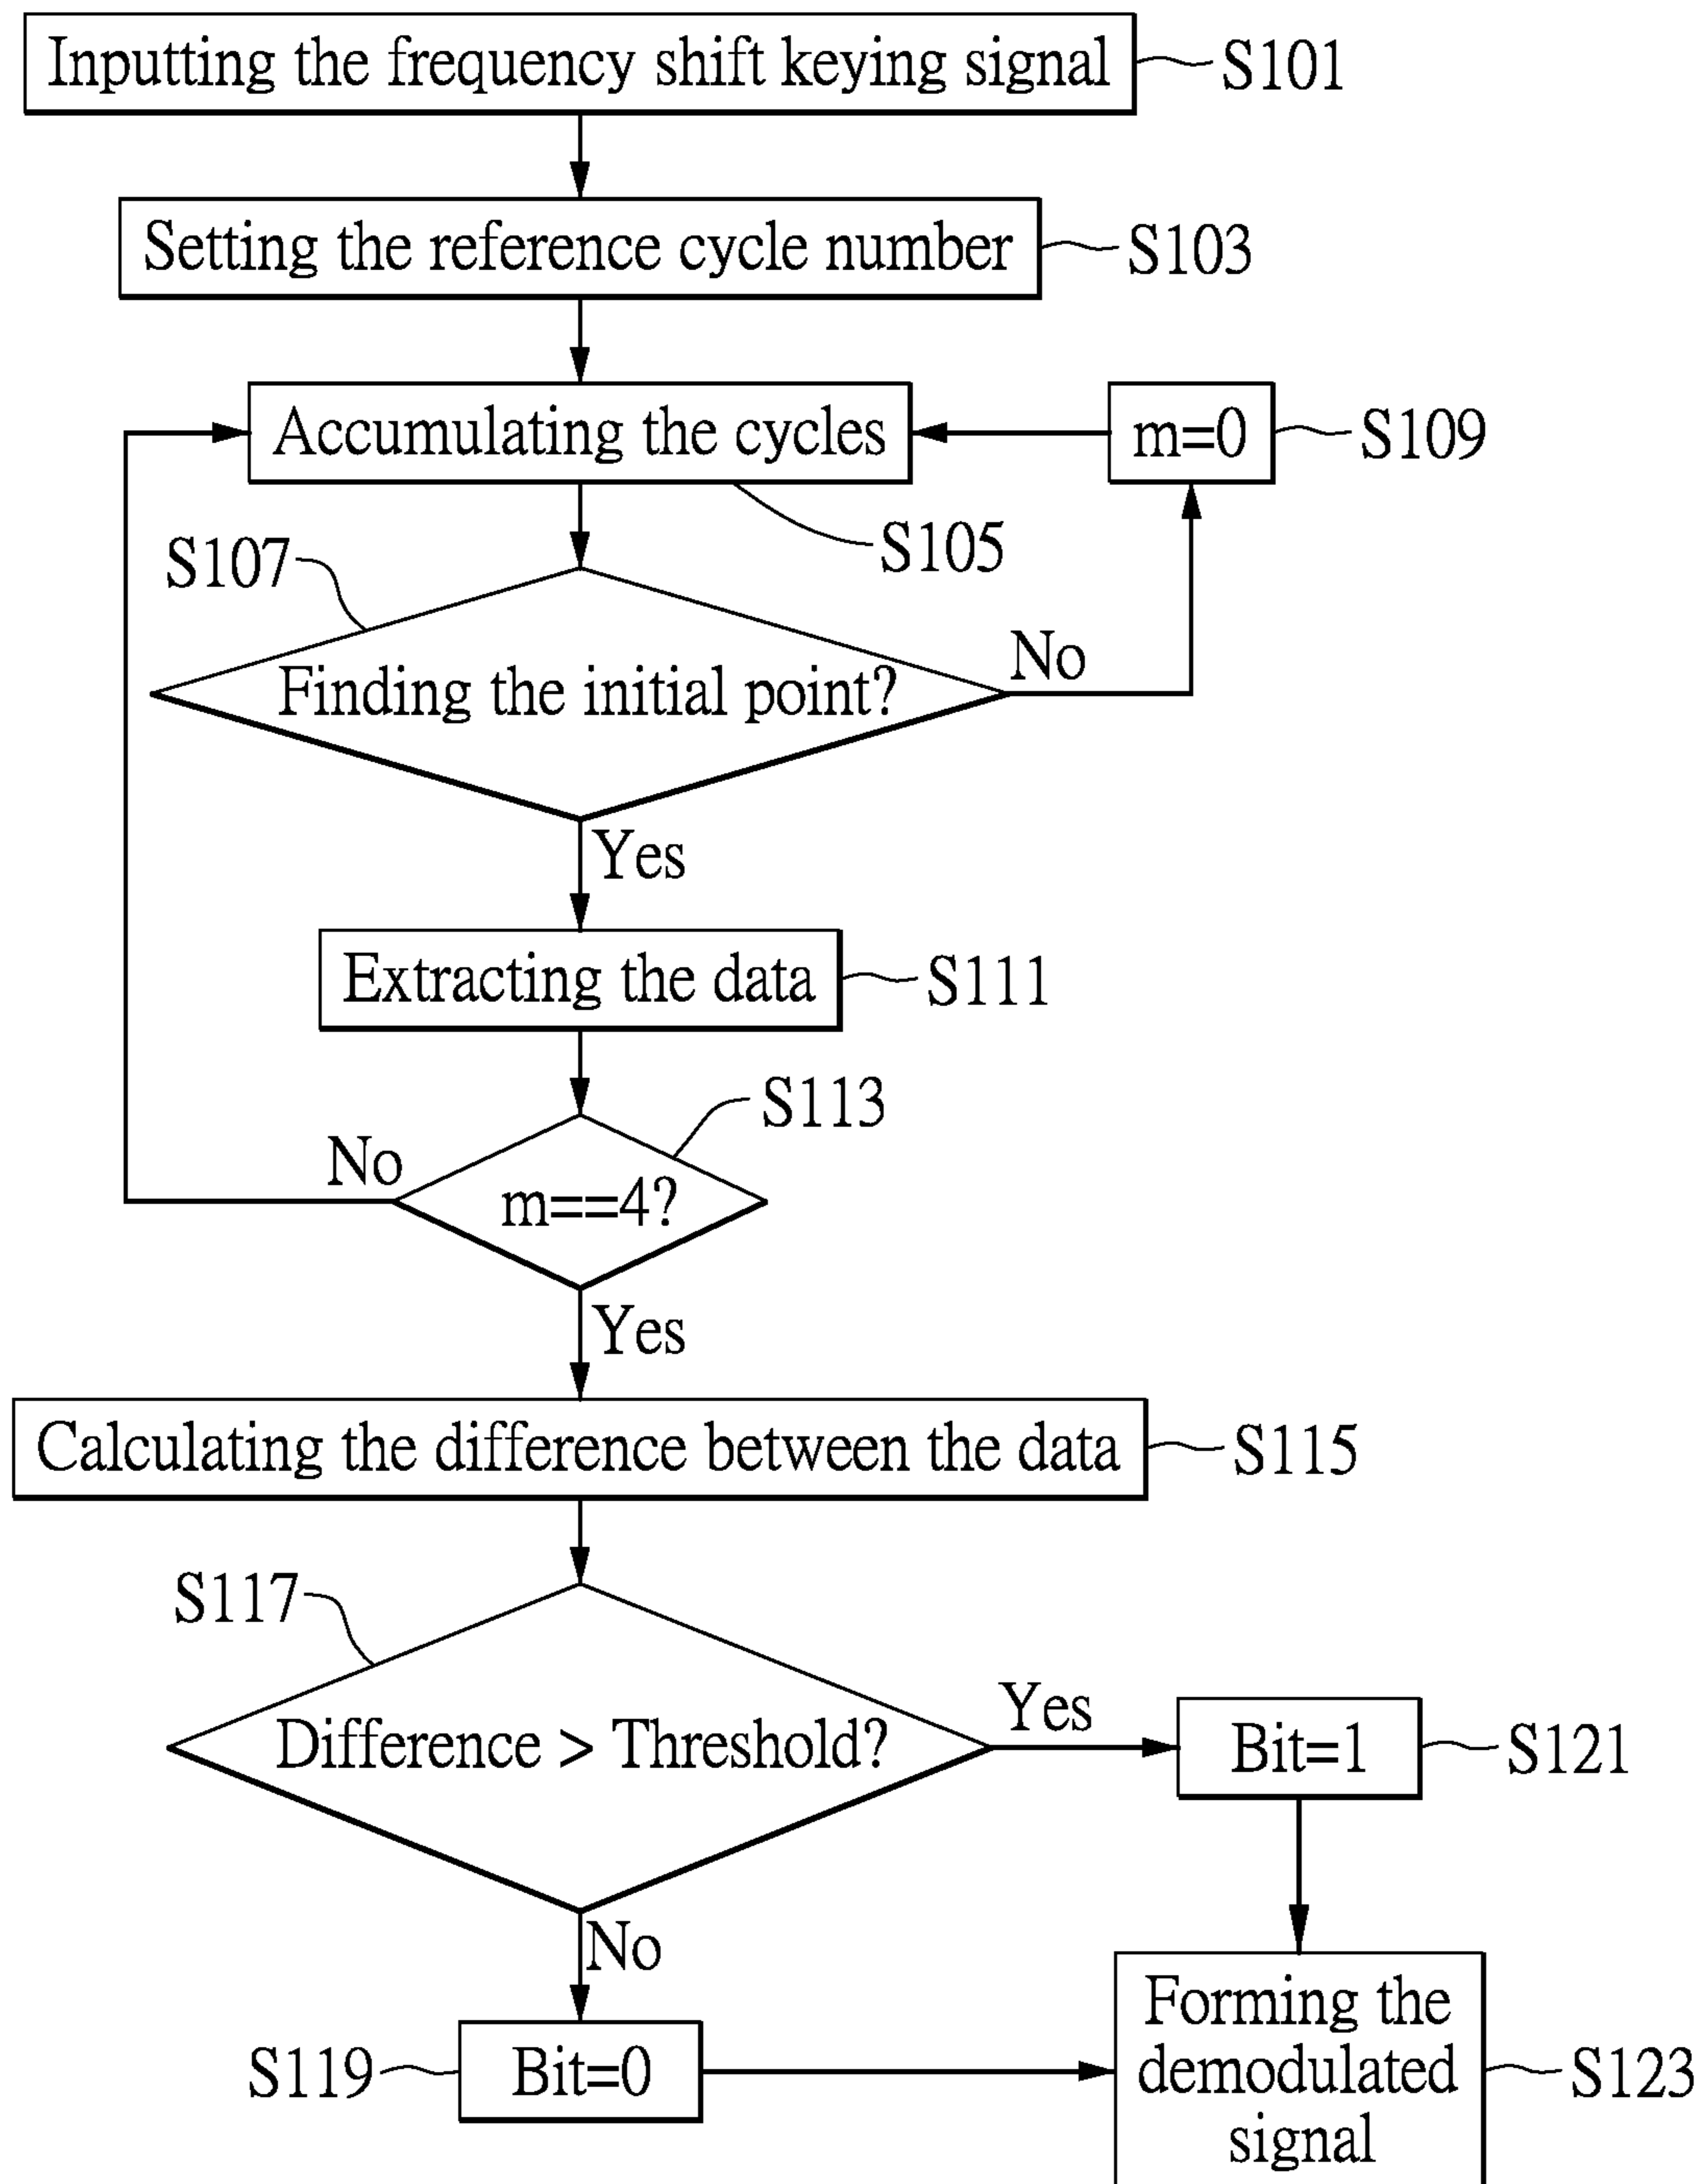 Inputting the frequency shift keying signal
S101
Setting the reference cycle number
S103
Accumulating the cycles
m=0
S109
S105
S107
Finding the initial point?
No
Yes
Extracting the data
S111
S113
No
m==4?
Yes
Calculating the difference between the data
S115
S117
Difference > Threshold?
Yes
Bit=1
S121
No
S119
Bit=0
Forming the
demodulated
signal
S123